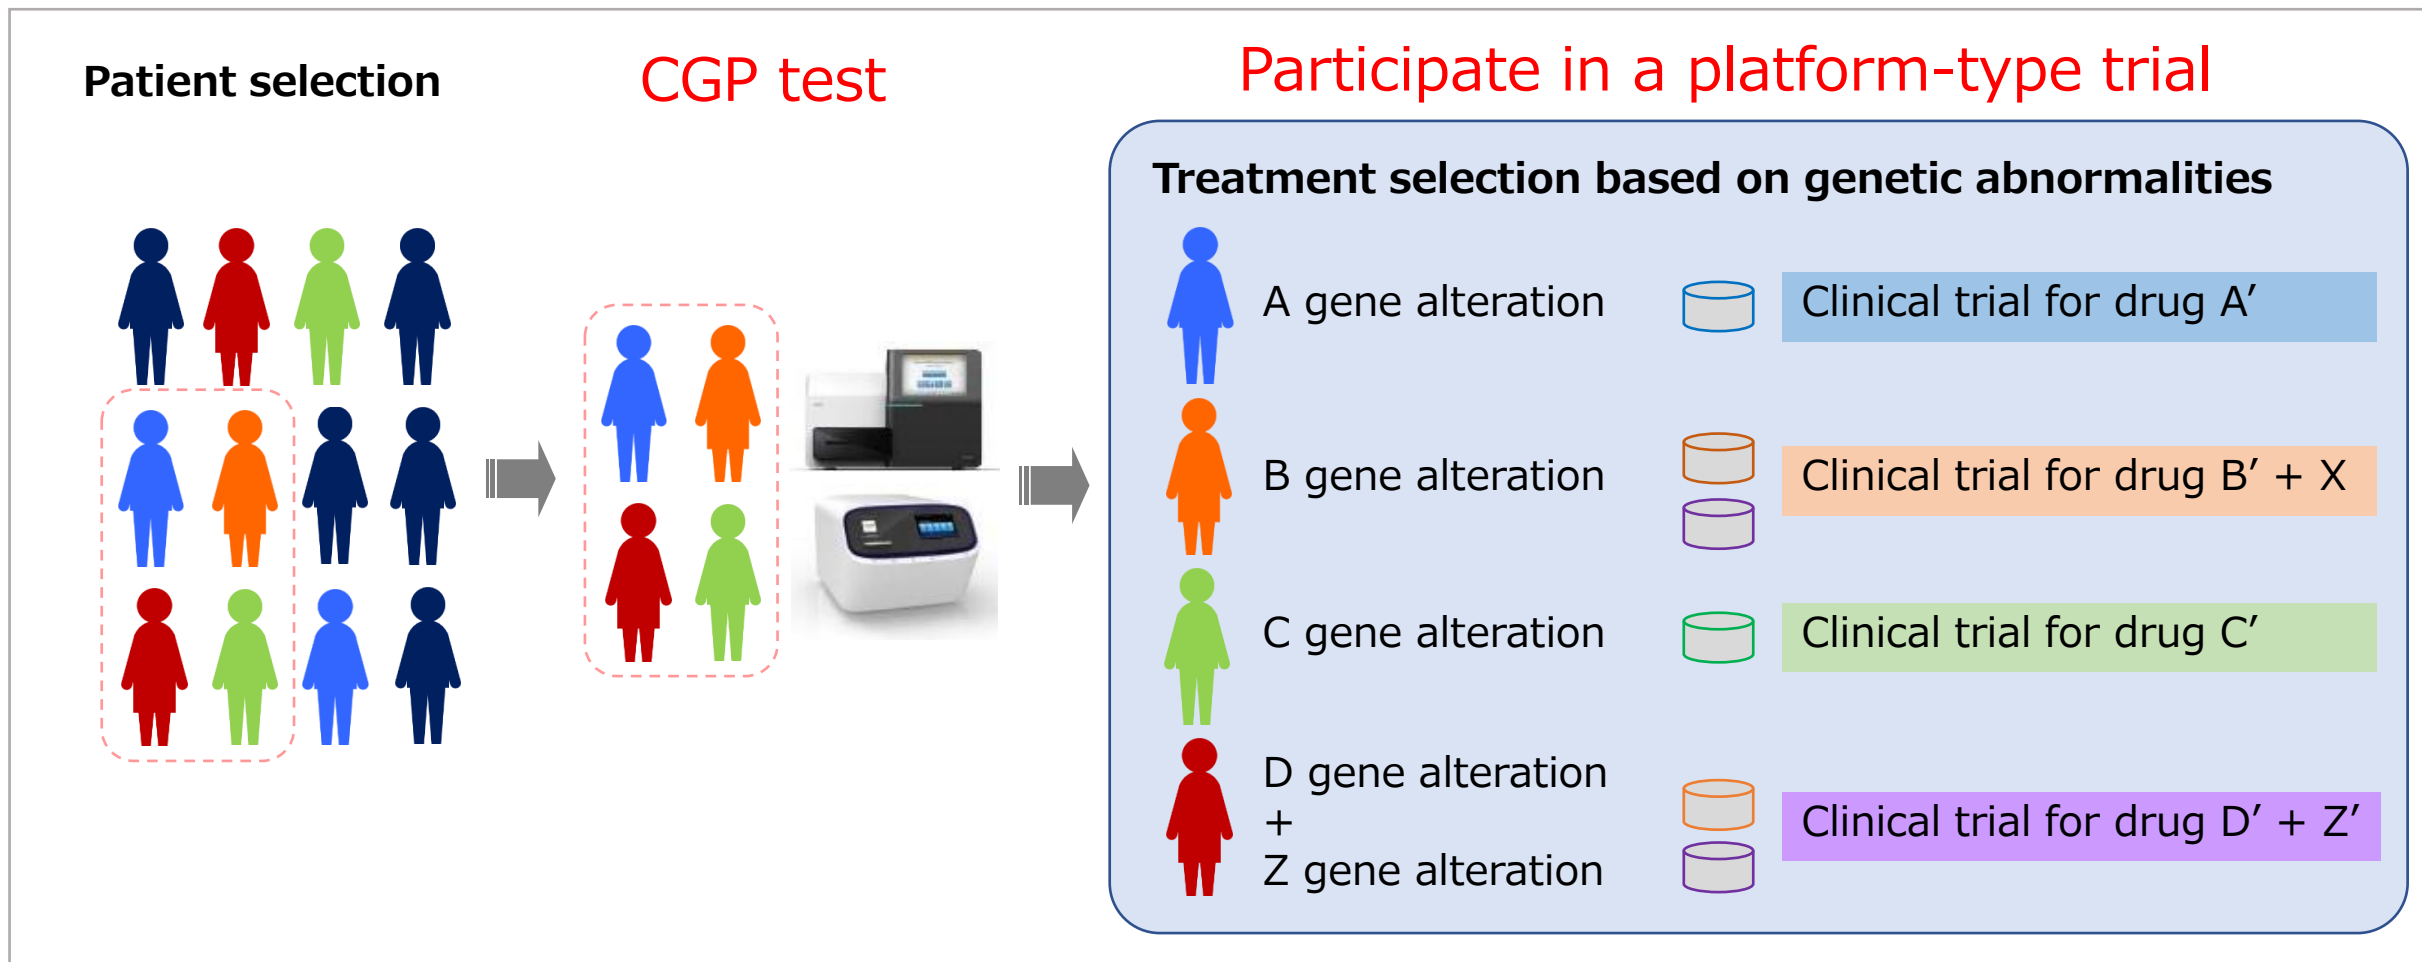 Patient selection
CGP test
Participate in a platform-type trial
Treatment selection based on genetic abnormalities
A gene alteration
Clinical trial for drug A′
B gene alteration
Clinical trial for drug B′ + X
C gene alteration
Clinical trial for drug C′
D gene alteration
+
Z gene alteration
Clinical trial for drug D′ + Z′